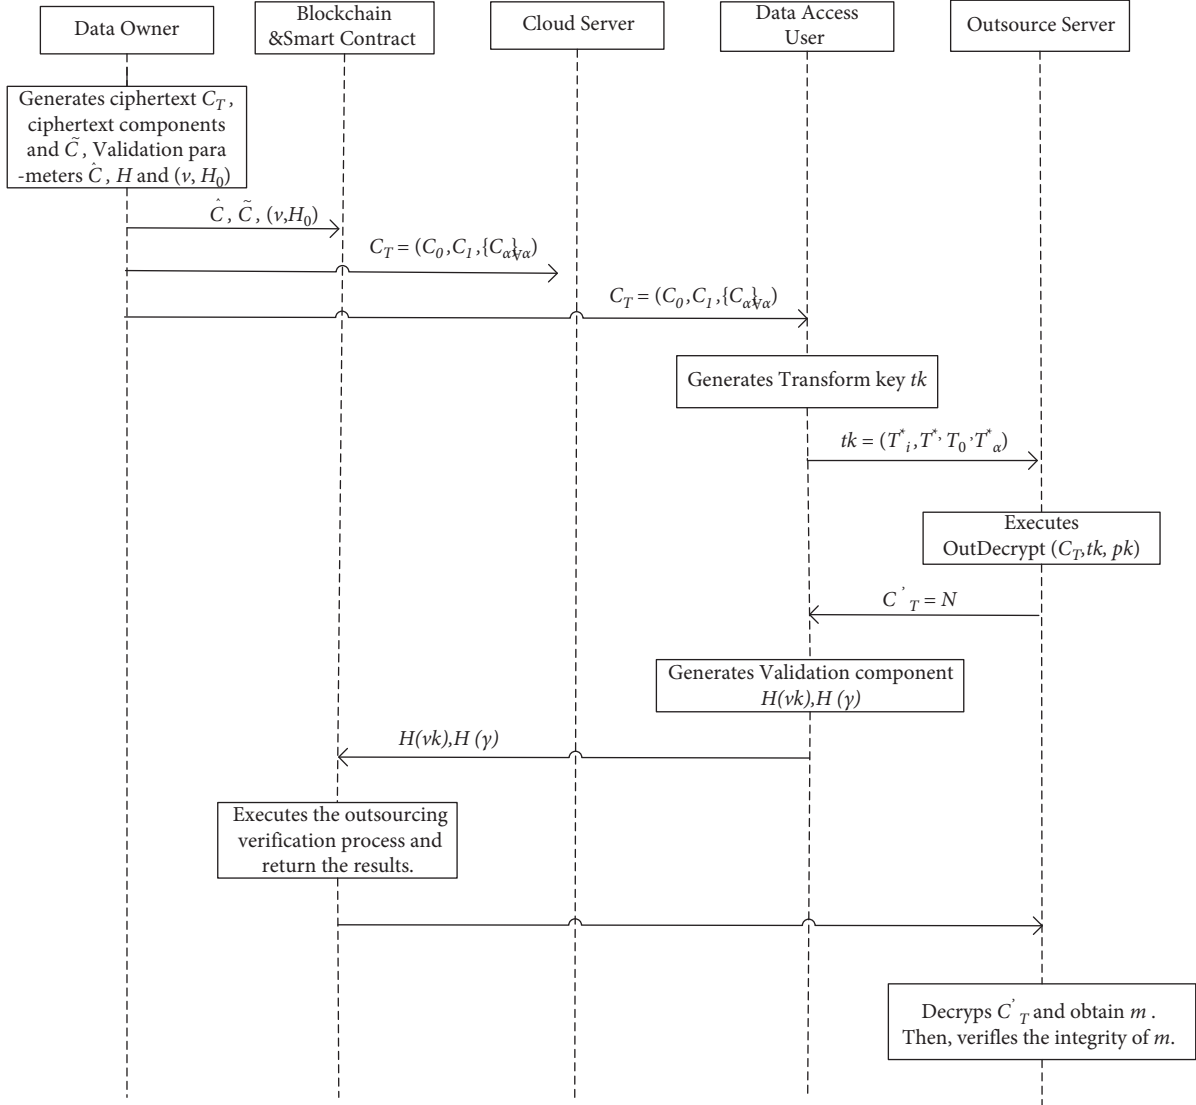 Data Owner
Blockchain
&Smart Contract
Cloud Server
Data Access
User
Outsource Server
Generates ciphertext C_T ,
ciphertext components
and C̃ , Validation para
-meters Ĉ , H and (v, H_0)
Ĉ , C̃ , (v,H_0)
C_T = (C_0 ,C_1 ,{C_α}_∀α)
C_T = (C_0 ,C_1 ,{C_α}_∀α)
Generates Transform key tk
tk = (T^*_i ,T^*, T_0 , T^*_α)
Executes
OutDecrypt (C_T,tk, pk)
C^’_T = N
Generates Validation component
H(vk),H (γ)
H(vk),H (γ)
Executes the outsourcing
verification process and
return the results.
Decryps C^’_T and obtain m .
Then, verifles the integrity of m.